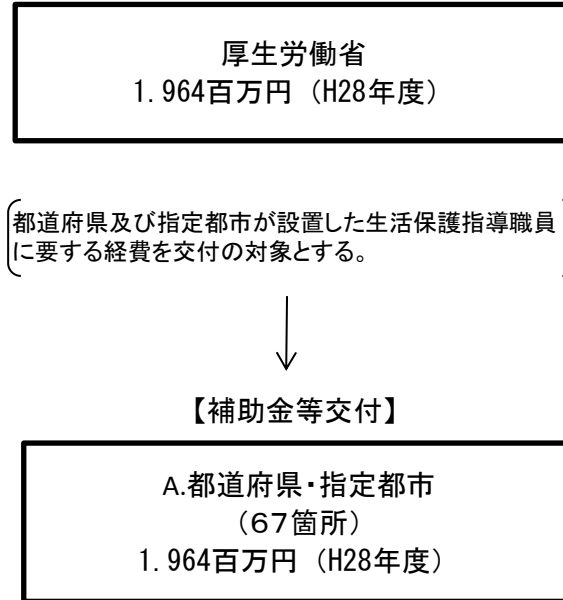 厚生労働省
1.964百万円（H28年度）
都道府県及び指定都市が設置した生活保護指導職員
に要する経費を交付の対象とする。
【補助金等交付】
A.都道府県・指定都市
（６７箇所）
1.964百万円（H28年度）